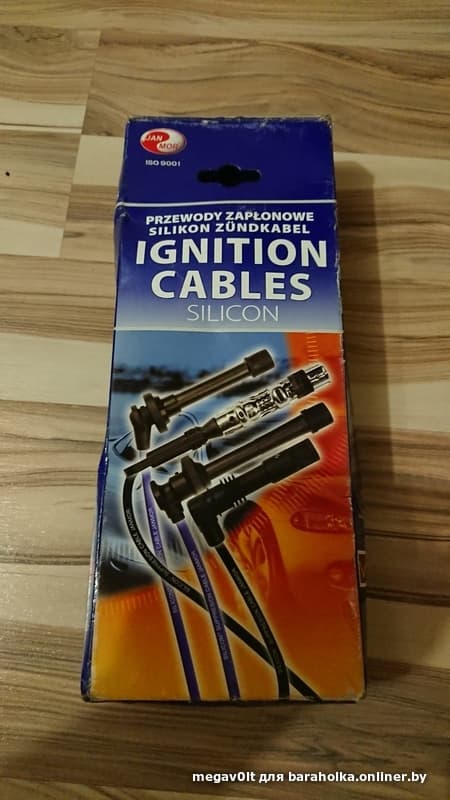 JAN
MOR
ISO 9001
PRZEWODY ZAPŁONOWE
SILIKON ZÜNDKABEL
IGNITION
CABLES
SILICON
megav0lt для baraholka.onliner.by